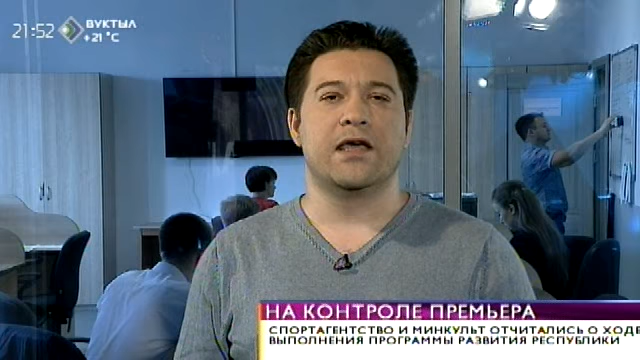 21:52
ВУКТЫЛ
+21 °C
НА КОНТРОЛЕ ПРЕМЬЕРА
СПОРТАГЕНТСТВО И МИНКУЛЬТ ОТЧИТАЛИСЬ О ХОДЕ
ВЫПОЛНЕНИЯ ПРОГРАММЫ РАЗВИТИЯ РЕСПУБЛИКИ